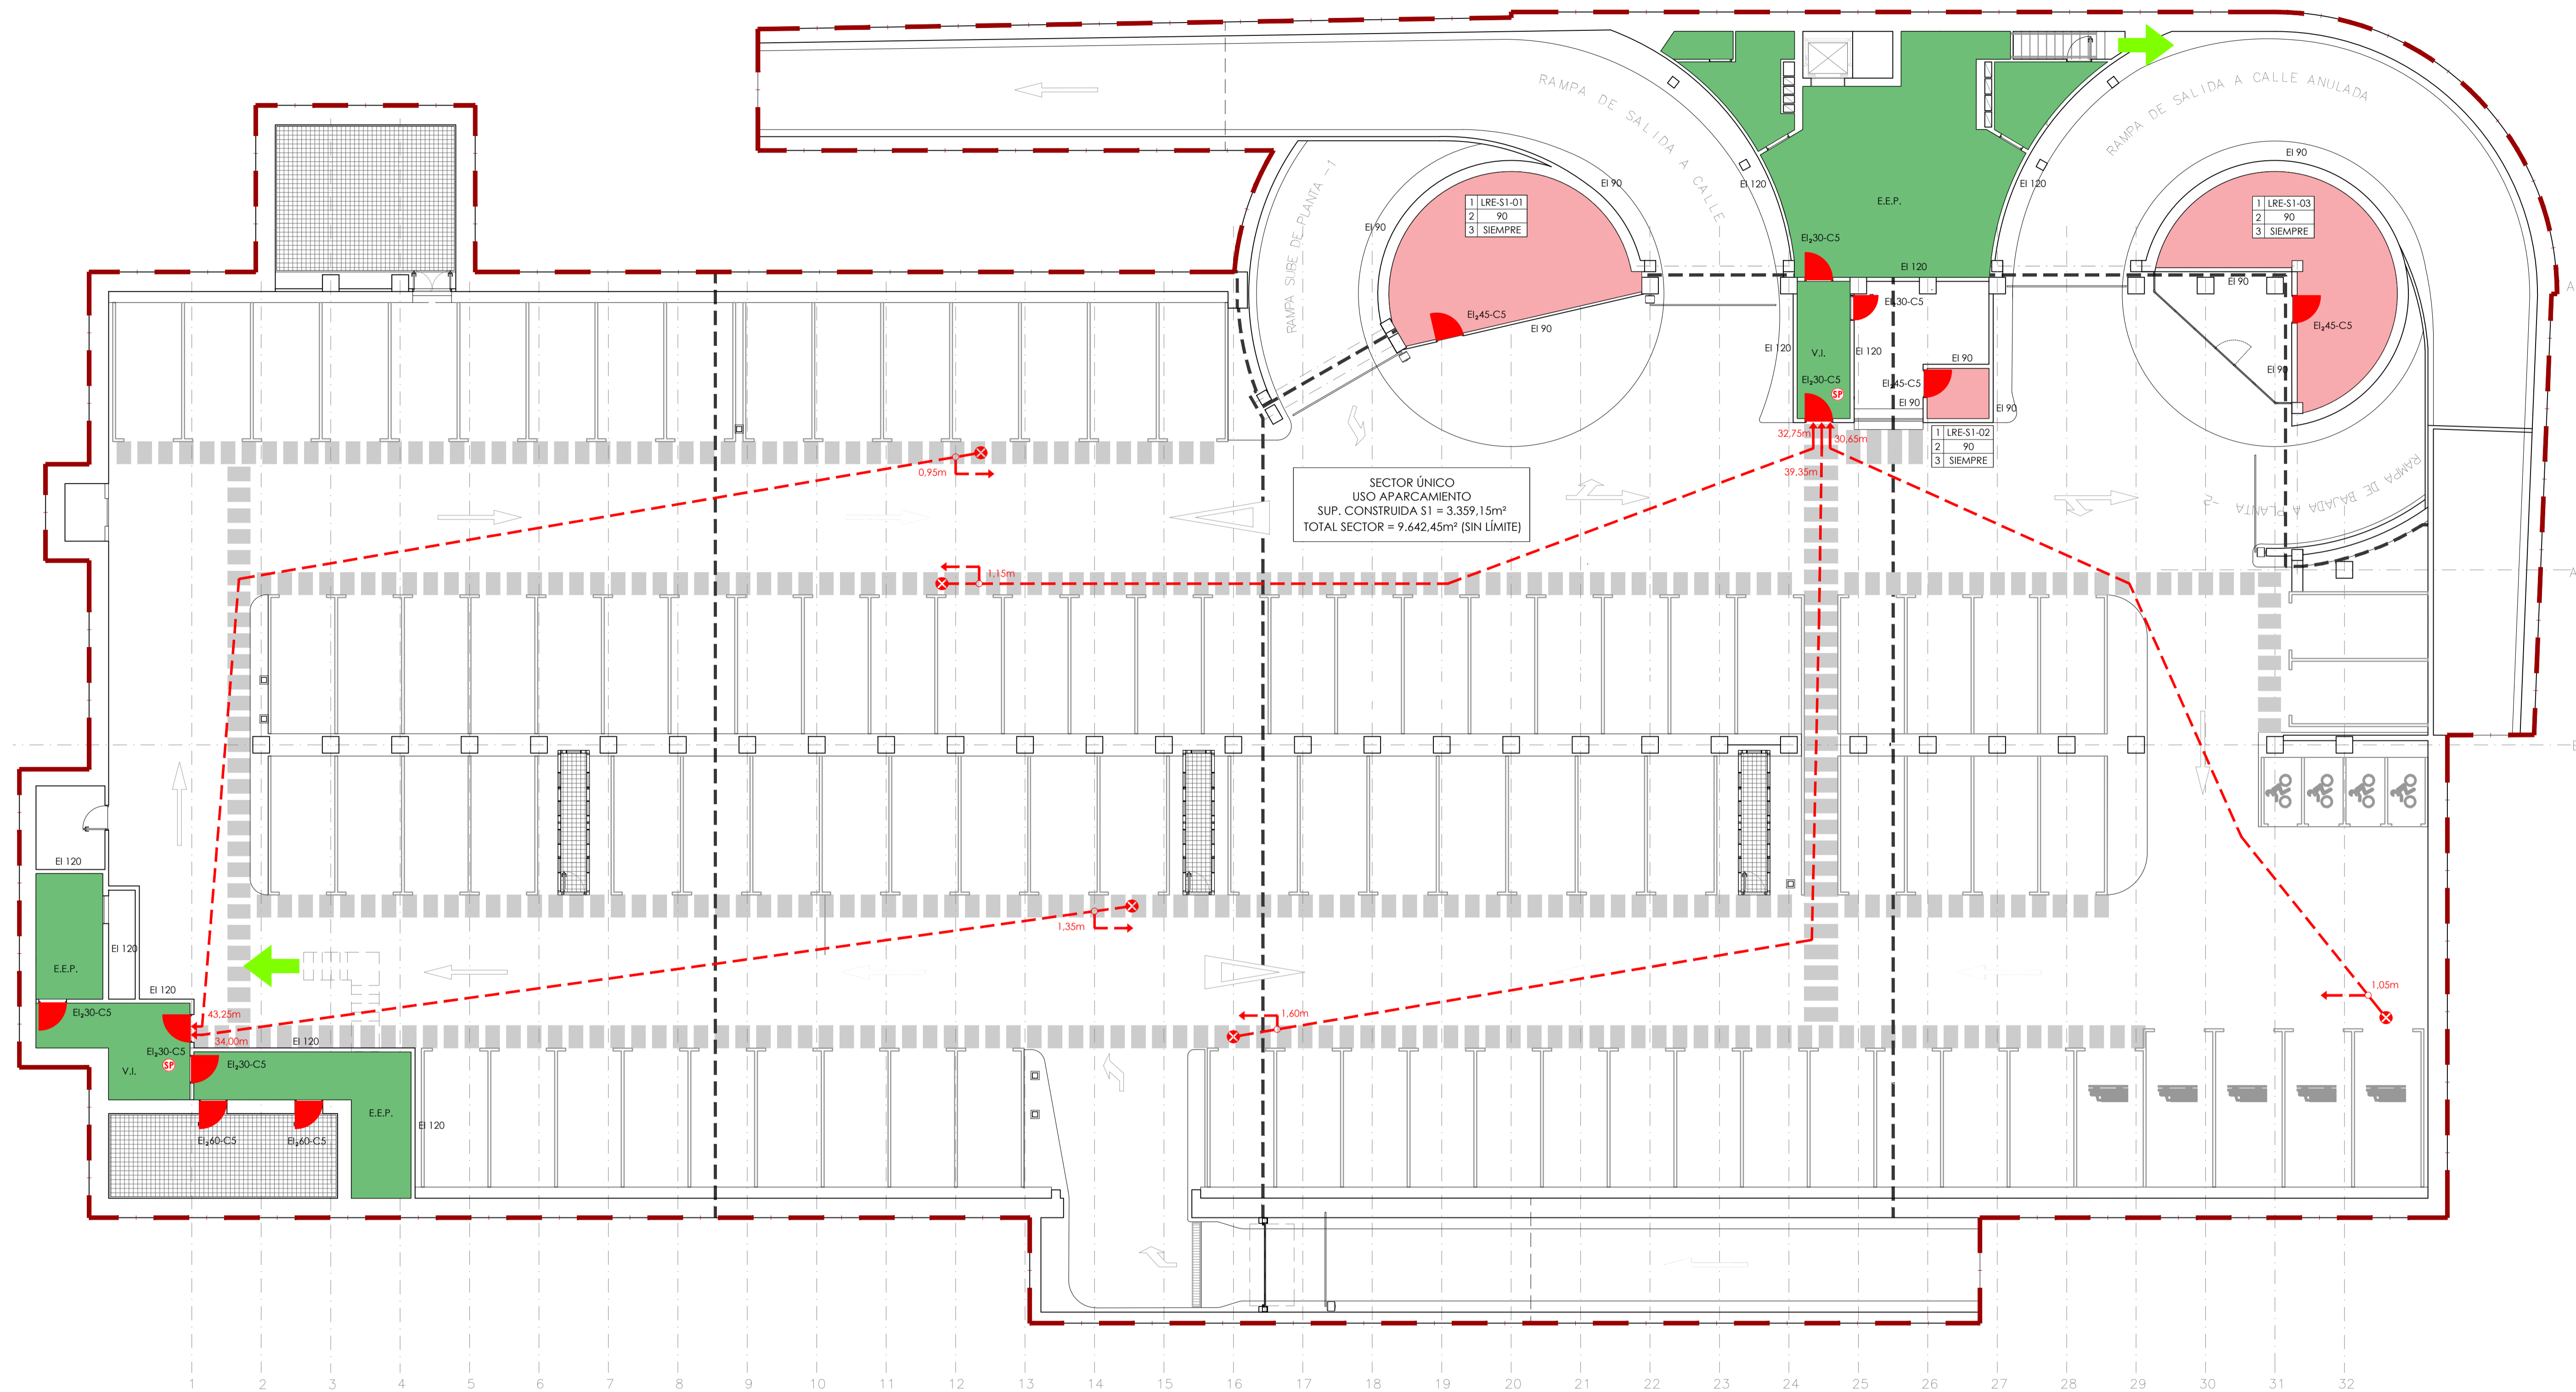 RAMPA DE SALIDA A CALLE
RAMPA DE SALIDA A CALLE ANULADA
EI 90
RAMPA SUBE DE PLANTA -1
EI 90
EI 90
1 LRE-S1-01
2 90
3 SIEMPRE
EI 120
E.E.P.
EI 120
1 LRE-S1-03
2 90
3 SIEMPRE
EI₂30-C5
EI 120
EI 90
A
EI₂45-C5
EI 90
EI₂30-C5
EI₂45-C5
EI 120
V.I.
EI 120
EI 90
EI 90
EI₂30-C5
SP
EI₂45-C5
EI 90
EI 90
32,75m
30,65m
1 LRE-S1-02
2 90
3 SIEMPRE
0,95m
39,35m
SECTOR ÚNICO
USO APARCAMIENTO
SUP. CONSTRUIDA S1 = 3.359,15m²
TOTAL SECTOR = 9.642,45m² (SIN LÍMITE)
RAMPA DE BAJADA A PLANTA -2
1,15m
A
EI 120
1,35m
EI 120
E.E.P.
EI 120
1,05m
EI₂30-C5
43,25m
1,60m
34,00m
EI 120
EI₂30-C5
SP
V.I.
EI₂30-C5
E.E.P.
EI 120
EI₂60-C5
EI₂60-C5
1 2 3 4 5 6 7 8 9 10 11 12 13 14 15 16 17 18 19 20 21 22 23 24 25 26 27 28 29 30 31 32